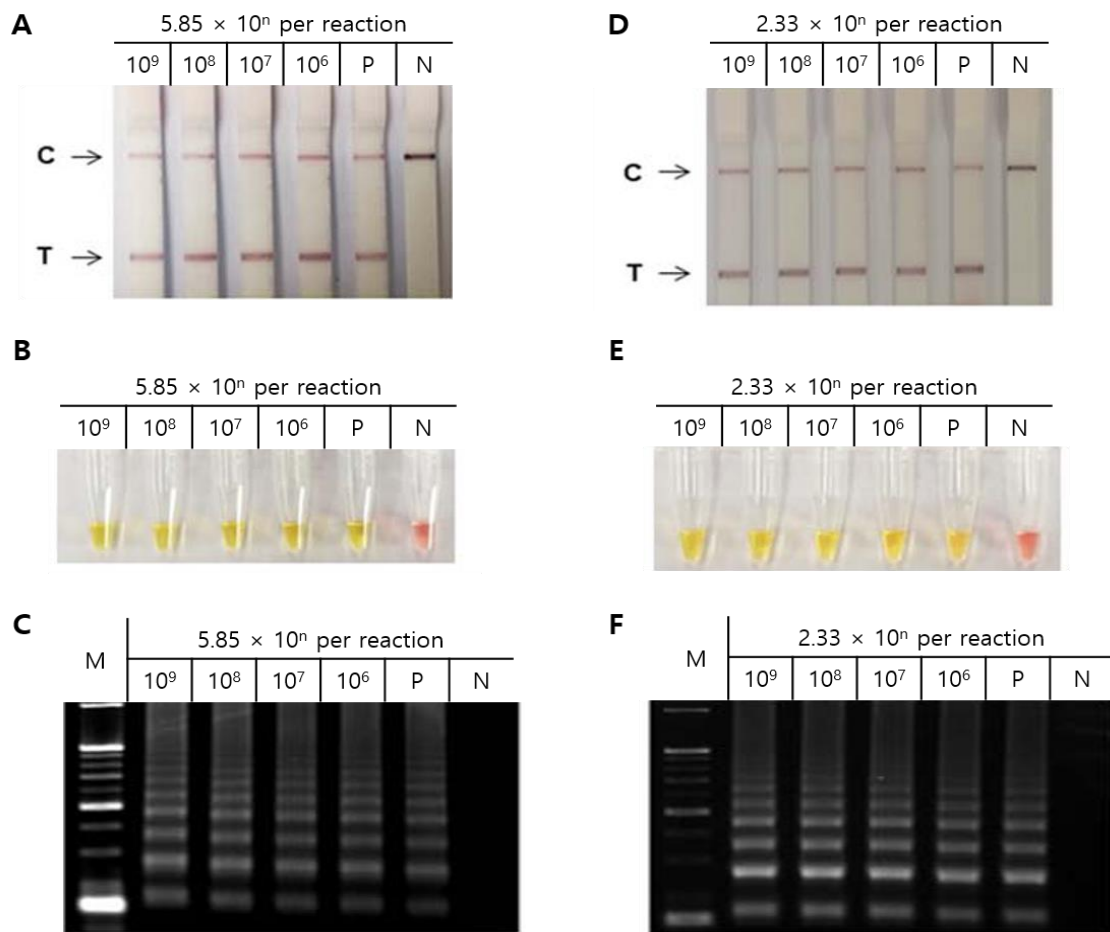 A
5.85 × 10ⁿ per reaction
10⁹ 10⁸ 10⁷ 10⁶ P N
C →
T →
D
2.33 × 10ⁿ per reaction
10⁹ 10⁸ 10⁷ 10⁶ P N
C →
T →
B
5.85 × 10ⁿ per reaction
10⁹ 10⁸ 10⁷ 10⁶ P N
E
2.33 × 10ⁿ per reaction
10⁹ 10⁸ 10⁷ 10⁶ P N
C
5.85 × 10ⁿ per reaction
M 10⁹ 10⁸ 10⁷ 10⁶ P N
F
2.33 × 10ⁿ per reaction
M 10⁹ 10⁸ 10⁷ 10⁶ P N